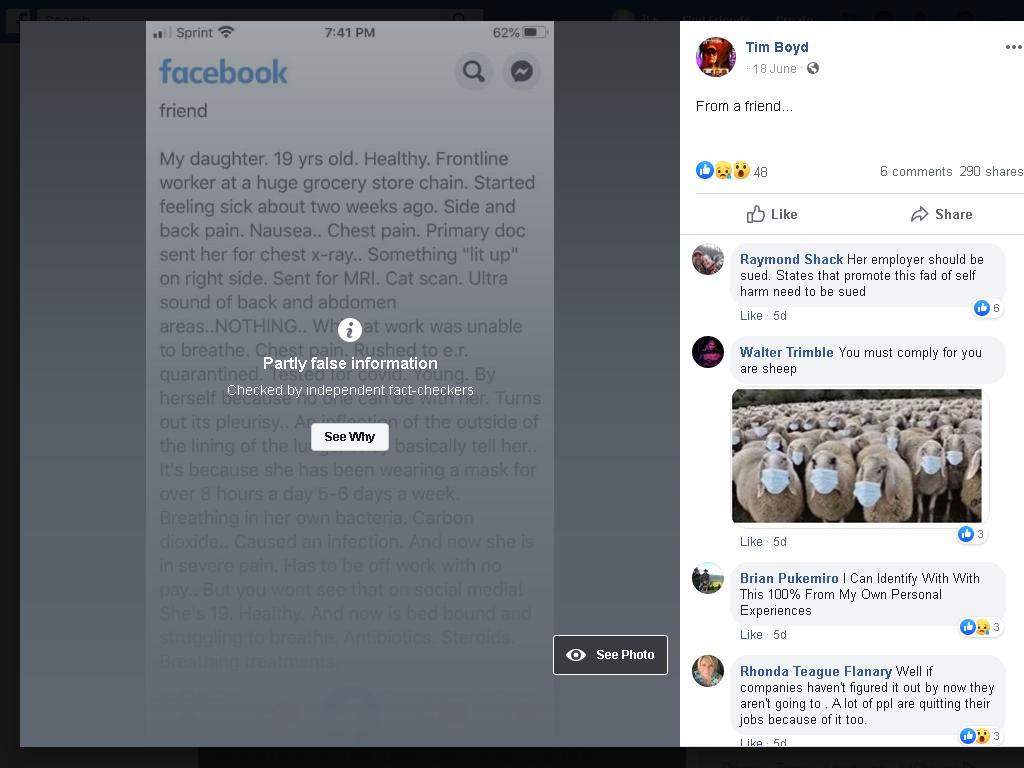 Search
Find Friends
Create
Sprint
7:41 PM
62%
facebook
friend
My daughter. 19 yrs old. Healthy. Frontline
worker at a huge grocery store chain. Started
feeling sick about two weeks ago. Side and
back pain. Nausea.. Chest pain. Primary doc
sent her for chest x-ray.. Something "lit up"
on right side. Sent for MRI. Cat scan. Ultra
sound of back and abdomen
areas..NOTHING.. at work was unable
to breathe. Chest pain. Rushed to e.r.
quarantined. Tested for covid. Young. By
herself because no one can be with her. Turns
out its pleurisy.. An inflection of the outside of
the lining of the basically tell her..
It's because she has been wearing a mask for
over 8 hours a day 5-6 days a week.
Breathing in her own bacteria. Carbon
dioxide.. Caused an infection. And now she is
in severe pain. Has to be off work with no
pay.. But you wont see that on social media!
She's 19. Healthy. And now is bed bound and
struggling to breathe. Antibiotics. Steroids.
Breathing treatments.
Partly false information
Checked by independent fact-checkers
See Why
See Photo
Tim Boyd
· 18 June ·
From a friend...
48
6 comments 290 shares
Like
Share
Raymond Shack Her employer should be
sued. States that promote this fad of self
harm need to be sued
6
Like · 5d
Walter Trimble You must comply for you
are sheep
3
Like · 5d
Brian Pukemiro I Can Identify With With
This 100% From My Own Personal
Experiences
3
Like · 5d
Rhonda Teague Flanary Well if
companies haven't figured it out by now they
aren't going to . A lot of ppl are quitting their
jobs because of it too.
3
Like · 5d